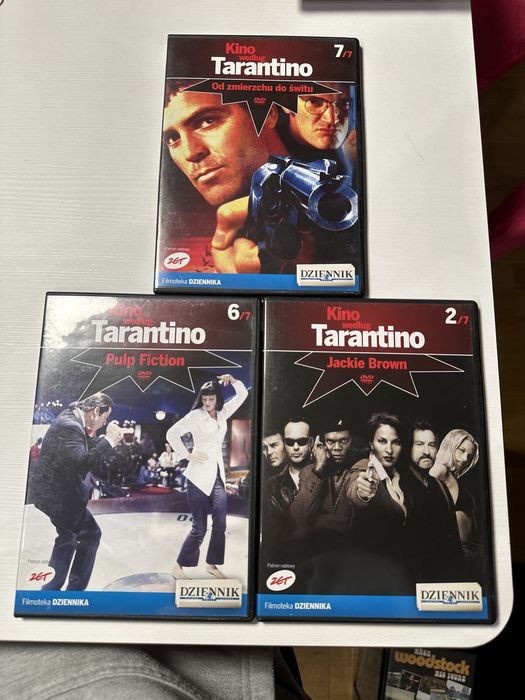 Kino
według
Tarantino
7/7
Od zmierzchu do świtu
DVD
Patron radiowy
ZET
Filmoteka DZIENNIKA
DZIENNIK
Kino
według
Tarantino
6/7
Pulp Fiction
DVD
Patron radiowy
ZET
Filmoteka DZIENNIKA
DZIENNIK
Kino
według
Tarantino
2/7
Jackie Brown
DVD
Patron radiowy
ZET
Filmoteka DZIENNIKA
DZIENNIK
woodstock